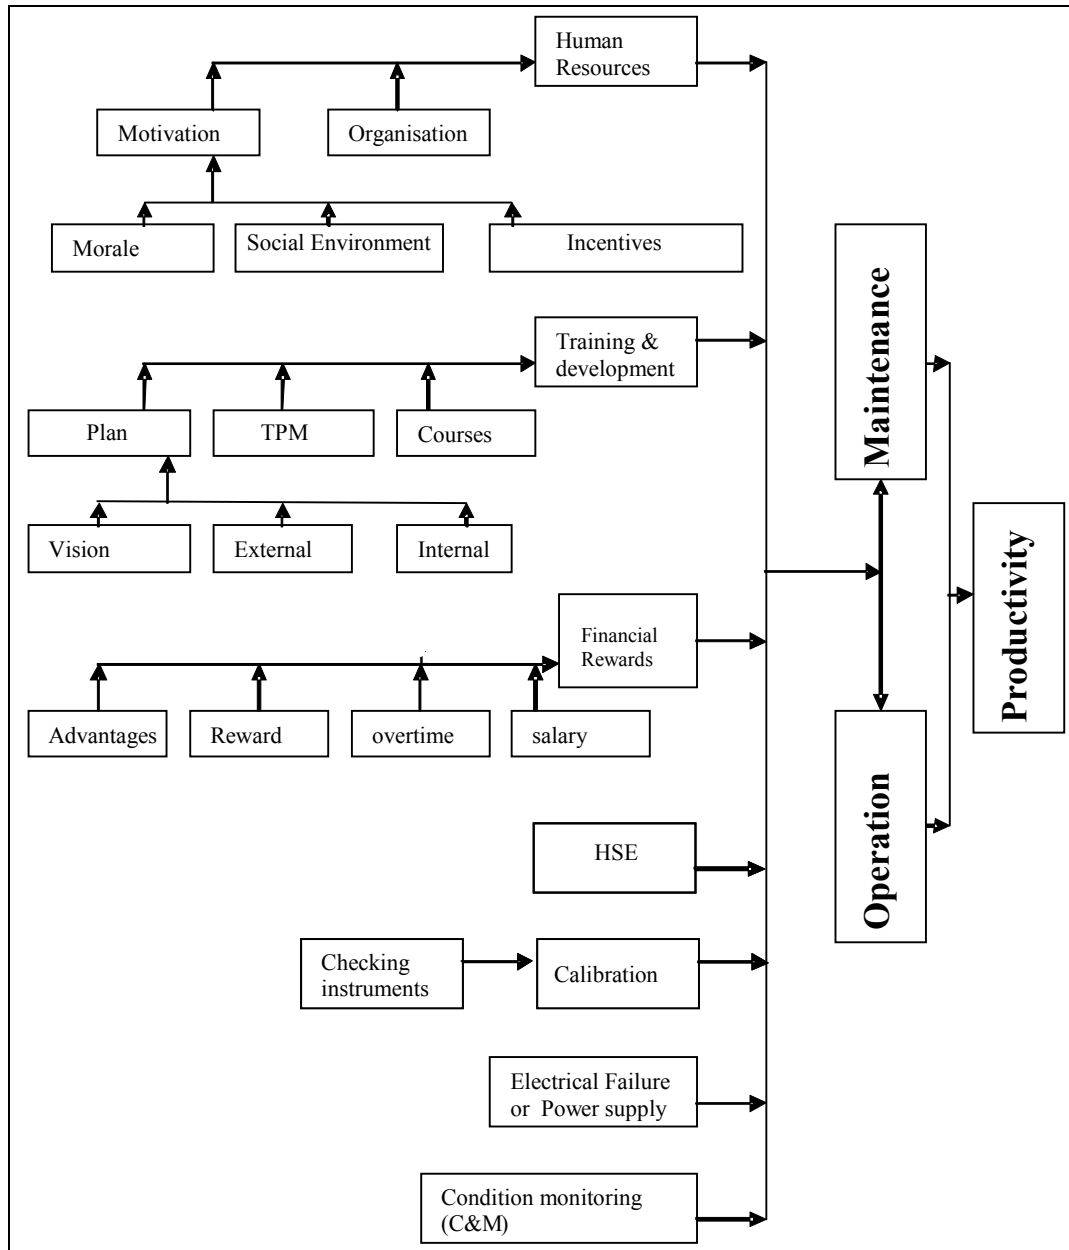 Human
Resources
Motivation
Organisation
Morale
Social Environment
Incentives
Training &
development
Plan
TPM
Courses
Vision
External
Internal
Financial
Rewards
Advantages
Reward
overtime
salary
HSE
Checking
instruments
Calibration
Electrical Failure
or Power supply
Condition monitoring
(C&M)
Maintenance
Operation
Productivity